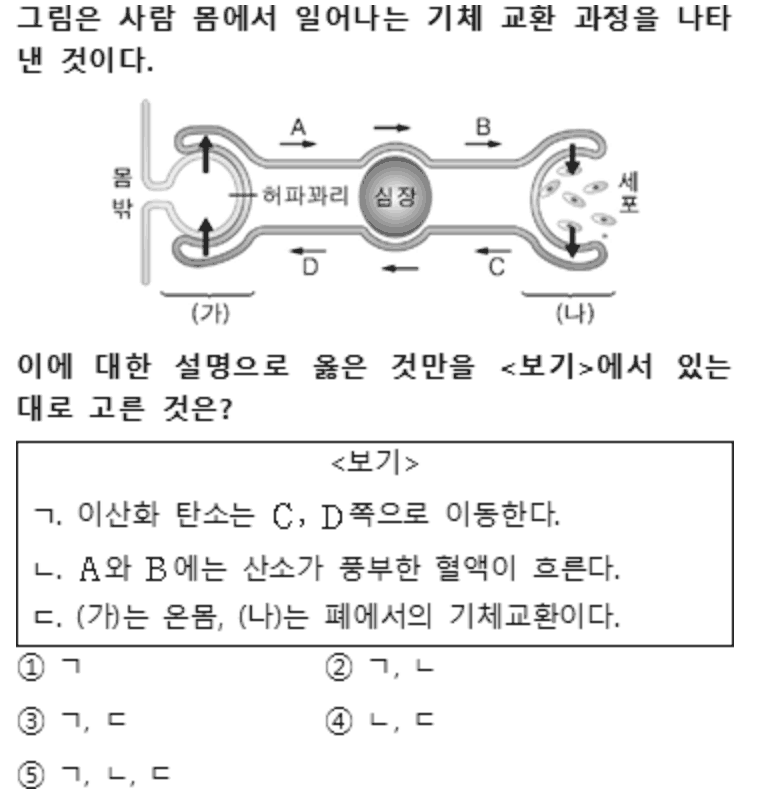 그림은 사람 몸에서 일어나는 기체 교환 과정을 나타
낸 것이다.
A
B
몸
밖
허파꽈리
심장
세
포
D
C
(가)
(나)
이에 대한 설명으로 옳은 것만을 <보기>에서 있는
대로 고른 것은?
<보기>
ㄱ. 이산화 탄소는 C, D쪽으로 이동한다.
ㄴ. A와 B에는 산소가 풍부한 혈액이 흐른다.
ㄷ. (가)는 온몸, (나)는 폐에서의 기체교환이다.
① ㄱ
② ㄱ, ㄴ
③ ㄱ, ㄷ
④ ㄴ, ㄷ
⑤ ㄱ, ㄴ, ㄷ